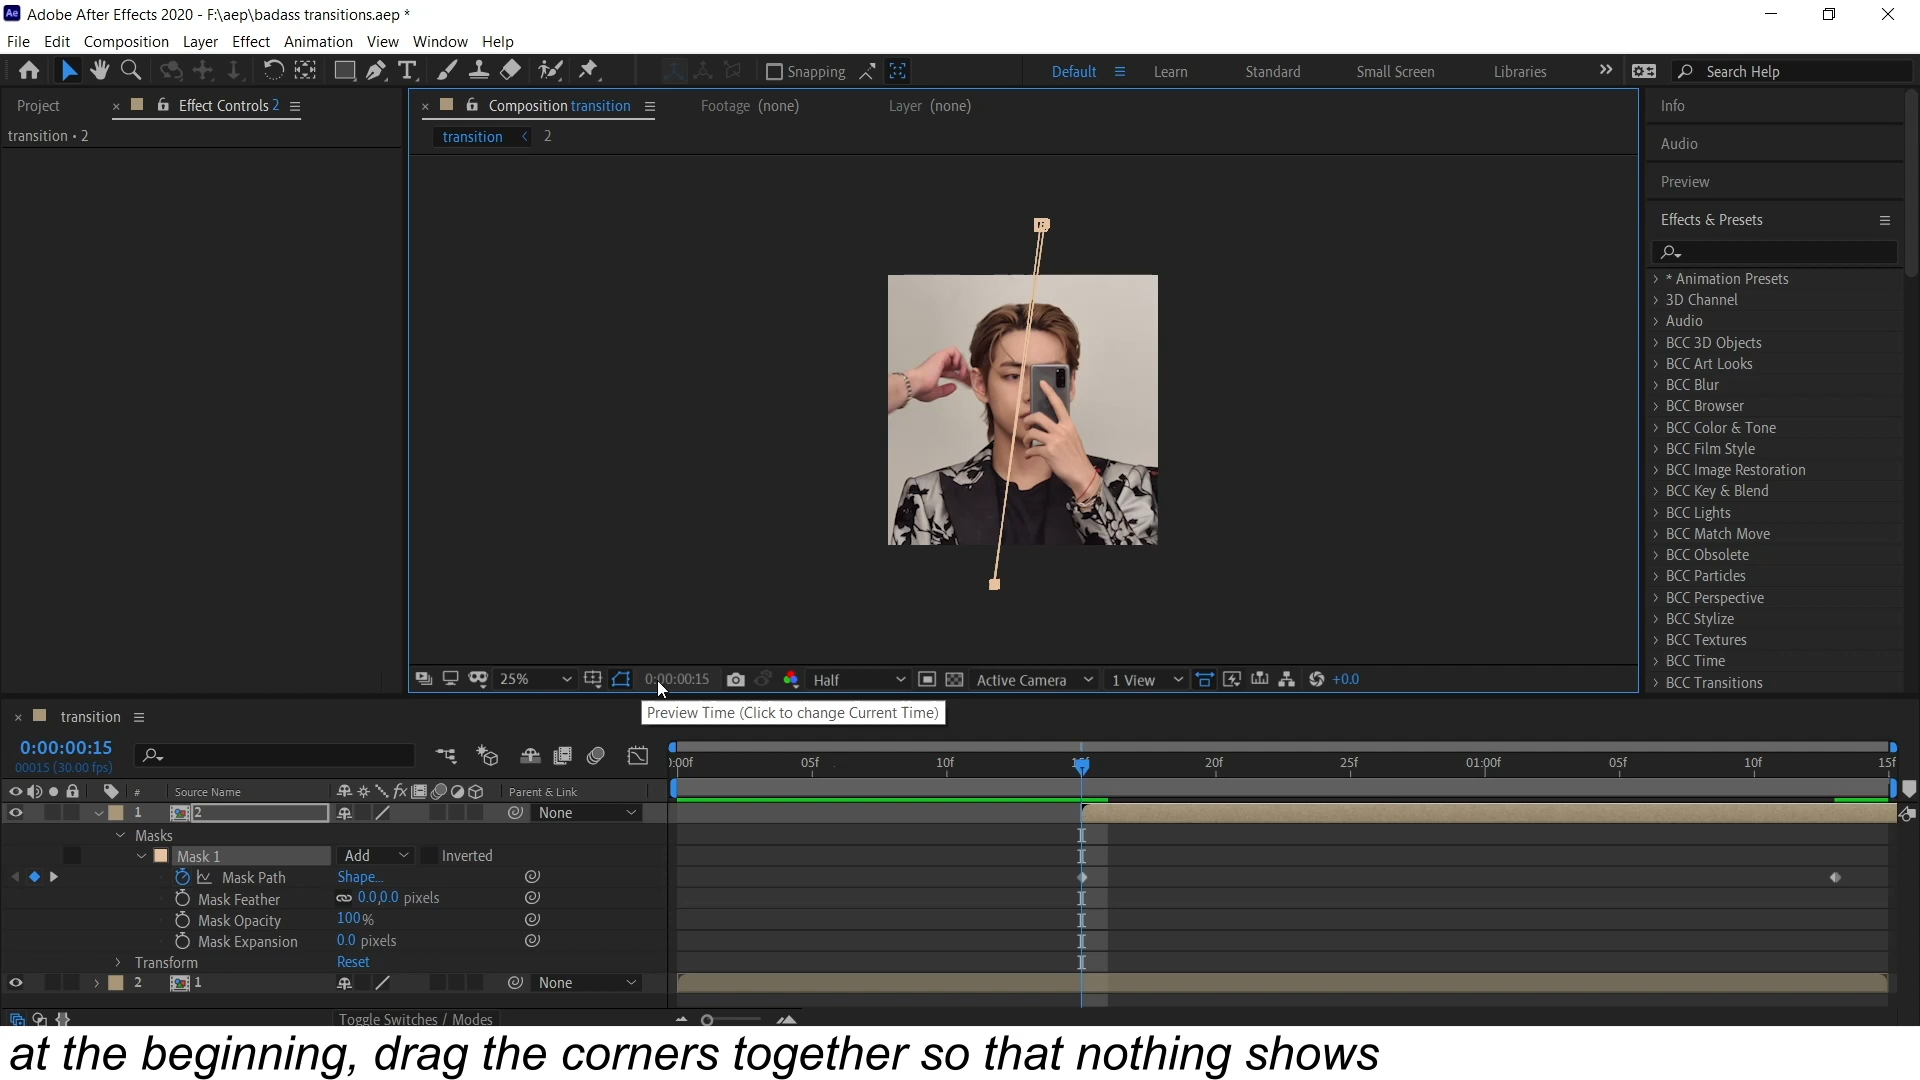 Adobe After Effects 2020 - F:\aep\badass transitions.aep *
File Edit Composition Layer Effect Animation View Window Help
Snapping Default Learn Standard Small Screen Libraries Search Help
Project Effect Controls 2 Composition transition Footage (none) Layer (none) Info
transition • 2
transition 2
Audio
Preview
Effects & Presets
* Animation Presets
3D Channel
Audio
BCC 3D Objects
BCC Art Looks
BCC Blur
BCC Browser
BCC Color & Tone
BCC Film Style
BCC Image Restoration
BCC Key & Blend
BCC Lights
BCC Match Move
BCC Obsolete
BCC Particles
BCC Perspective
BCC Stylize
BCC Textures
BCC Time
BCC Transitions
25% 0:00:00:15 Half Active Camera 1 View +0.0
Preview Time (Click to change Current Time)
transition
0:00:00:15
00015 (30.00 fps)
:00f 05f 10f 15f 20f 25f 01:00f 05f 10f 15f
# Source Name Parent & Link
1 2 None
Masks
Mask 1 Add Inverted
Mask Path Shape...
Mask Feather 0.0,0.0 pixels
Mask Opacity 100%
Mask Expansion 0.0 pixels
Transform Reset
2 1 None
Toggle Switches / Modes
at the beginning, drag the corners together so that nothing shows